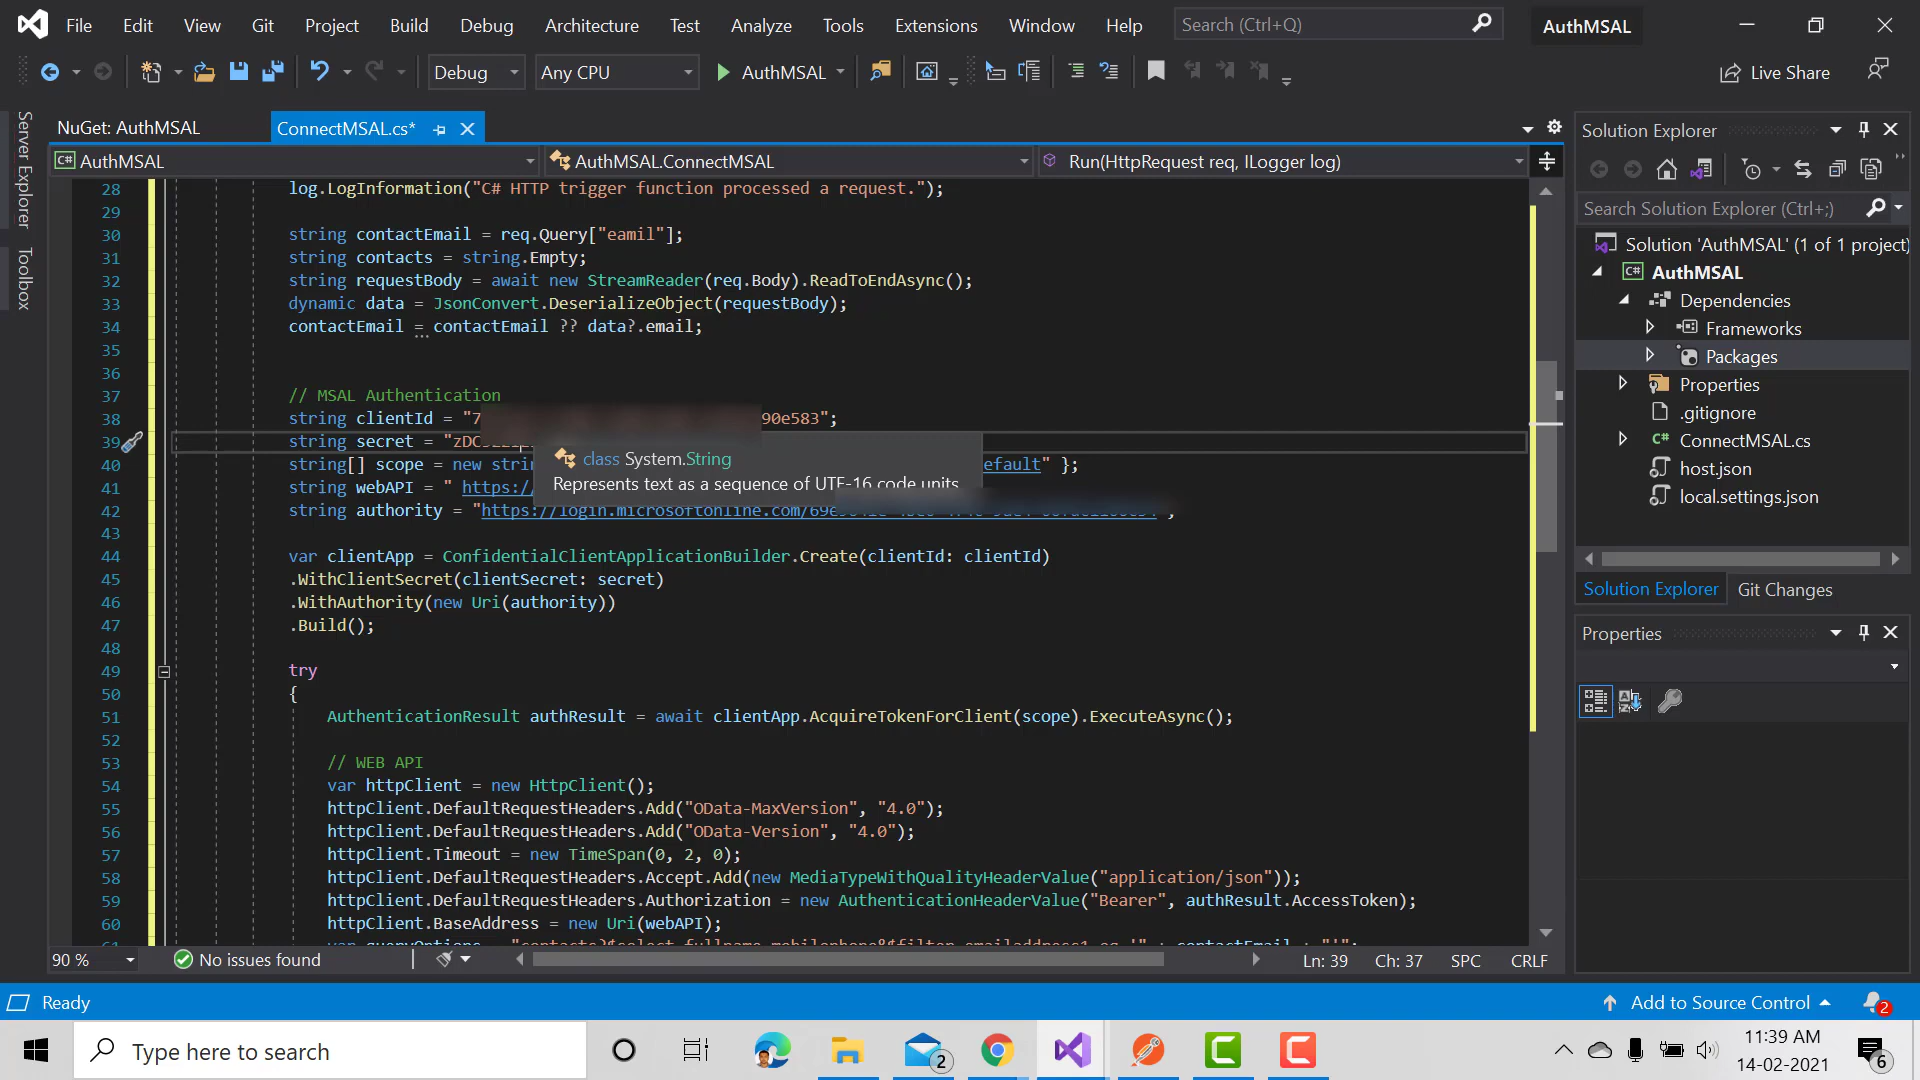 File Edit View Git Project Build Debug Architecture Test Analyze Tools Extensions Window Help Search (Ctrl+Q) AuthMSAL
Debug Any CPU AuthMSAL Live Share
Server Explorer
Toolbox
NuGet: AuthMSAL ConnectMSAL.cs*
C# AuthMSAL AuthMSAL.ConnectMSAL Run(HttpRequest req, ILogger log)
28 log.LogInformation("C# HTTP trigger function processed a request.");
29
30 string contactEmail = req.Query["eamil"];
31 string contacts = string.Empty;
32 string requestBody = await new StreamReader(req.Body).ReadToEndAsync();
33 dynamic data = JsonConvert.DeserializeObject(requestBody);
34 contactEmail = contactEmail ?? data?.email;
35
36
37 // MSAL Authentication
38 string clientId = "7 90e583";
39 string secret = "
40 string[] scope = new efault" };
41 string webAPI = " https://
42 string authority = "https://login.microsoftonline.com/
class System.String
Represents text as a sequence of UTF-16 code units.
43
44 var clientApp = ConfidentialClientApplicationBuilder.Create(clientId: clientId)
45 .WithClientSecret(clientSecret: secret)
46 .WithAuthority(new Uri(authority))
47 .Build();
48
49 try
50 {
51 AuthenticationResult authResult = await clientApp.AcquireTokenForClient(scope).ExecuteAsync();
52
53 // WEB API
54 var httpClient = new HttpClient();
55 httpClient.DefaultRequestHeaders.Add("OData-MaxVersion", "4.0");
56 httpClient.DefaultRequestHeaders.Add("OData-Version", "4.0");
57 httpClient.Timeout = new TimeSpan(0, 2, 0);
58 httpClient.DefaultRequestHeaders.Accept.Add(new MediaTypeWithQualityHeaderValue("application/json"));
59 httpClient.DefaultRequestHeaders.Authorization = new AuthenticationHeaderValue("Bearer", authResult.AccessToken);
60 httpClient.BaseAddress = new Uri(webAPI);
90 % No issues found Ln: 39 Ch: 37 SPC CRLF
Solution Explorer
Search Solution Explorer (Ctrl+;)
Solution 'AuthMSAL' (1 of 1 project)
C# AuthMSAL
Dependencies
Frameworks
Packages
Properties
.gitignore
C# ConnectMSAL.cs
host.json
local.settings.json
Solution Explorer Git Changes
Properties
Ready Add to Source Control 2
Type here to search 2 11:39 AM
14-02-2021 6